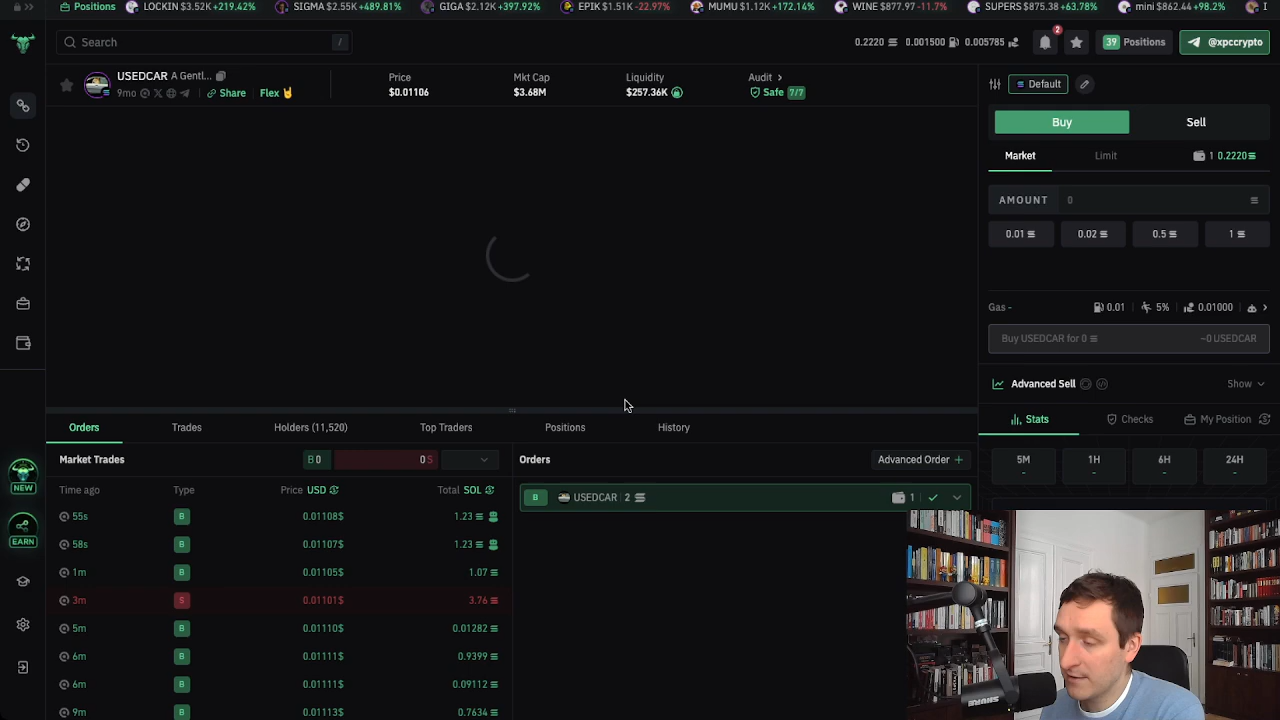 Positions LOCKIN $3.52K +219.42% SIGMA $2.55K +489.81% GIGA $2.12K +397.92% EPIK $1.51K -22.97% MUMU $1.12K +172.14% WINE $877.97 -11.7% SUPERS $875.38 +63.78% mini $862.44 +98.2%
Search /
0.2220 0.001500 0.005785 2 39 Positions @xpccrypto
USEDCAR A Gentl...
9mo Share Flex 🤘
Price
$0.01106
Mkt Cap
$3.68M
Liquidity
$257.36K
Audit
Safe 7/7
Default
Buy Sell
Market Limit 1 0.2220
AMOUNT 0
0.01 0.02 0.5 1
Gas - 0.01 5% 0.01000
Buy USEDCAR for 0 ~0 USEDCAR
Advanced Sell Show
Stats Checks My Position
5M 1H 6H 24H
- - - -
Orders Trades Holders (11,520) Top Traders Positions History
Market Trades B 0 0 S
Time ago Type Price USD Total SOL
55s B 0.01108$ 1.23
58s B 0.01107$ 1.23
1m B 0.01105$ 1.07
3m S 0.01101$ 3.76
5m B 0.01110$ 0.01282
6m B 0.01111$ 0.9399
6m B 0.01111$ 0.09112
9m B 0.01113$ 0.7634
Orders Advanced Order +
B USEDCAR 2 1
NEW
EARN
SHURE